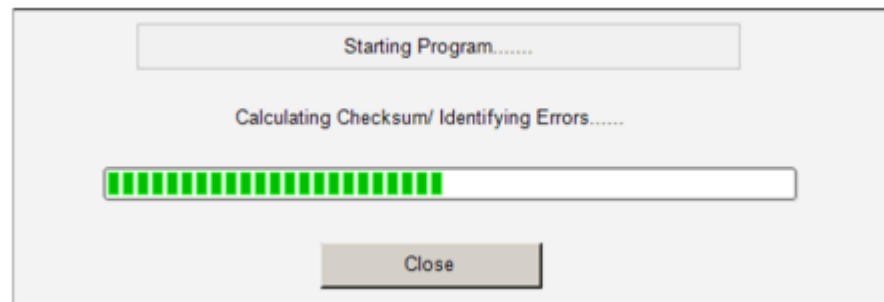 Starting Program.......
Calculating Checksum/ Identifying Errors......
Close